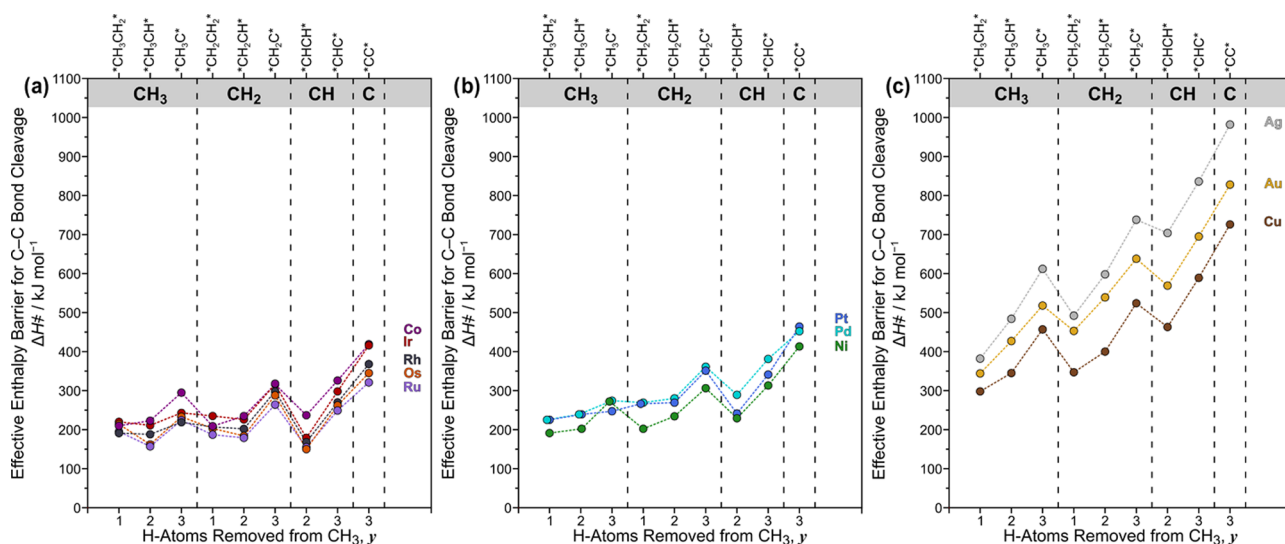 *CH3CH2*
*CH3CH*
*CH3C*
*CH2CH2*
*CH2CH*
*CH2C*
*CHCH*
*CHC*
*CC*
(a)
CH3 CH2 CH C
1100
1000
900
800
700
600
500
400
300
200
100
0
Effective Enthalpy Barrier for C–C Bond Cleavage
ΔH‡ / kJ mol−1
Co
Ir
Rh
Os
Ru
1 2 3 1 2 3 2 3 3
H-Atoms Removed from CH3, y
*CH3CH2*
*CH3CH*
*CH3C*
*CH2CH2*
*CH2CH*
*CH2C*
*CHCH*
*CHC*
*CC*
(b)
CH3 CH2 CH C
1100
1000
900
800
700
600
500
400
300
200
100
0
Effective Enthalpy Barrier for C–C Bond Cleavage
ΔH‡ / kJ mol−1
Pt
Pd
Ni
1 2 3 1 2 3 2 3 3
H-Atoms Removed from CH3, y
*CH3CH2*
*CH3CH*
*CH3C*
*CH2CH2*
*CH2CH*
*CH2C*
*CHCH*
*CHC*
*CC*
(c)
CH3 CH2 CH C
1100
1000
900
800
700
600
500
400
300
200
100
0
Effective Enthalpy Barrier for C–C Bond Cleavage
ΔH‡ / kJ mol−1
Ag
Au
Cu
1 2 3 1 2 3 2 3 3
H-Atoms Removed from CH3, y